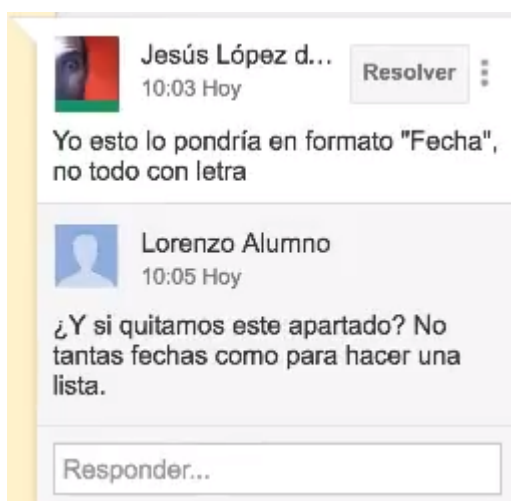 Jesús López d...
10:03 Hoy
Resolver
Yo esto lo pondría en formato "Fecha",
no todo con letra
Lorenzo Alumno
10:05 Hoy
¿Y si quitamos este apartado? No
tantas fechas como para hacer una
lista.
Responder...